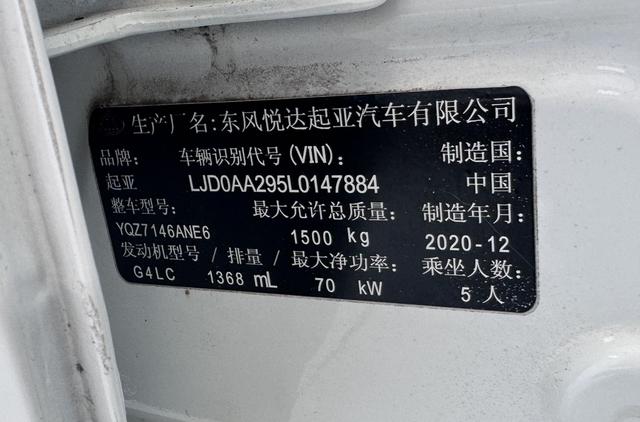 生产厂名:东风悦达起亚汽车有限公司
品牌: 车辆识别代号(VIN): 制造国:
起亚 LJD0AA295L0147884 中国
整车型号: 最大允许总质量: 制造年月:
YQZ7146ANE6 1500 kg 2020-12
发动机型号/排量/最大净功率: 乘坐人数:
G4LC 1368 mL 70 kW 5 人